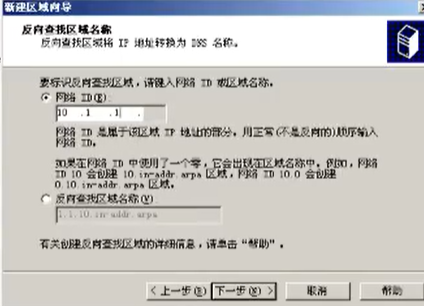 新建区域向导
反向查找区域名称
反向查找区域将 IP 地址转换为 DNS 名称。
要标识反向查找区域，请键入网络 ID 或区域名称。
网络 ID(E):
10 .1 .1 .
网络 ID 是属于该区域 IP 地址的部分。用正常(不是反向的)顺序输入
网络 ID。
如果在网络 ID 中使用了一个零，它会出现在区域名称中。例如，网络
ID 10 会创建 10.in-addr.arpa 区域，网络 ID 10.0 会创建
0.10.in-addr.arpa 区域。
反向查找区域名称(V):
1.1.10.in-addr.arpa
有关创建反向查找区域的详细信息，请单击“帮助”。
<上一步(B) 下一步(N)> 取消 帮助